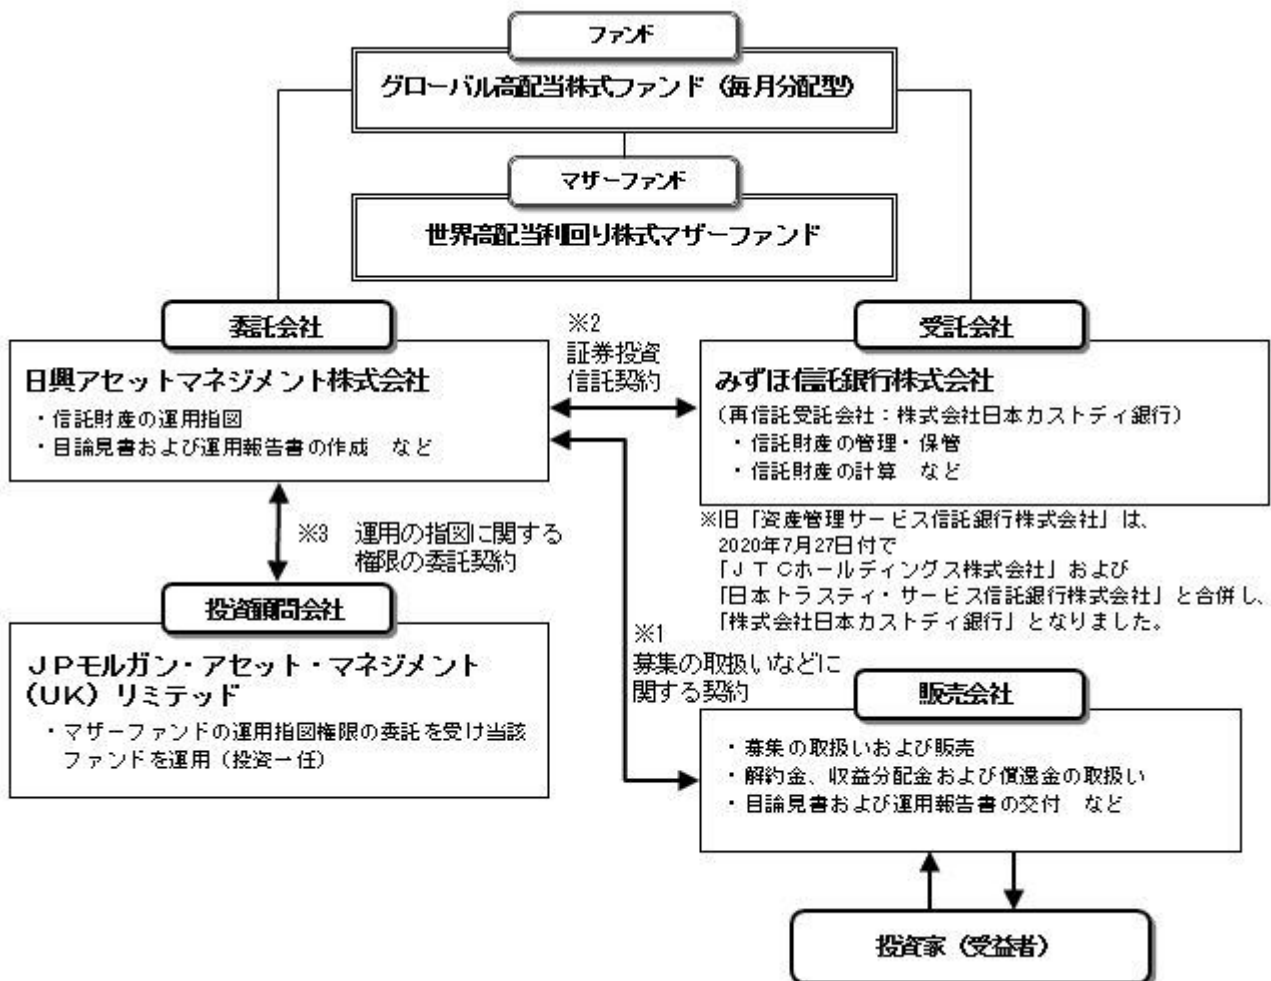 ファンド
グローバル高配当株式ファンド（毎月分配型）
マザーファンド
世界高配当利回り株式マザーファンド
委託会社
日興アセットマネジメント株式会社
・信託財産の運用指図
・目論見書および運用報告書の作成　など
※2
証券投資
信託契約
受託会社
みずほ信託銀行株式会社
（再信託受託会社：株式会社日本カストディ銀行）
・信託財産の管理・保管
・信託財産の計算　など
※旧「資産管理サービス信託銀行株式会社」は、
2020年7月27日付で
「ＪＴＣホールディングス株式会社」および
「日本トラスティ・サービス信託銀行株式会社」と合併し、
「株式会社日本カストディ銀行」となりました。
※3　運用の指図に関する
権限の委託契約
投資顧問会社
ＪＰモルガン・アセット・マネジメント
（ＵＫ）リミテッド
・マザーファンドの運用指図権限の委託を受け当該
ファンドを運用（投資一任）
※1
募集の取扱いなどに
関する契約
販売会社
・募集の取扱いおよび販売
・解約金、収益分配金および償還金の取扱い
・目論見書および運用報告書の交付　など
投資家（受益者）